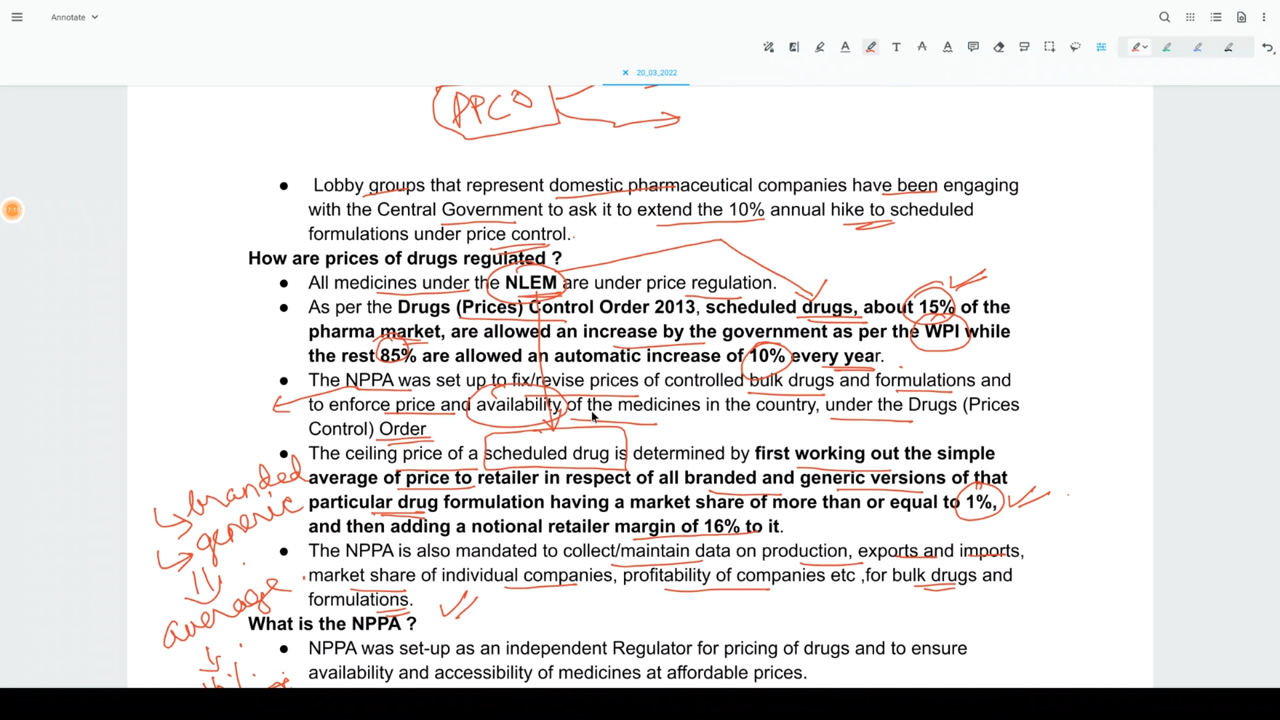 Annotate
20_03_2022
DPCO
● Lobby groups that represent domestic pharmaceutical companies have been engaging
with the Central Government to ask it to extend the 10% annual hike to scheduled
formulations under price control.
How are prices of drugs regulated ?
● All medicines under the NLEM are under price regulation.
● As per the Drugs (Prices) Control Order 2013, scheduled drugs, about 15% of the
pharma market, are allowed an increase by the government as per the WPI while
the rest 85% are allowed an automatic increase of 10% every year.
● The NPPA was set up to fix/revise prices of controlled bulk drugs and formulations and
to enforce price and availability of the medicines in the country, under the Drugs (Prices
Control) Order
● The ceiling price of a scheduled drug is determined by first working out the simple
average of price to retailer in respect of all branded and generic versions of that
particular drug formulation having a market share of more than or equal to 1%,
and then adding a notional retailer margin of 16% to it.
branded
generic
● The NPPA is also mandated to collect/maintain data on production, exports and imports,
market share of individual companies, profitability of companies etc ,for bulk drugs and
formulations.
average
What is the NPPA ?
● NPPA was set-up as an independent Regulator for pricing of drugs and to ensure
availability and accessibility of medicines at affordable prices.